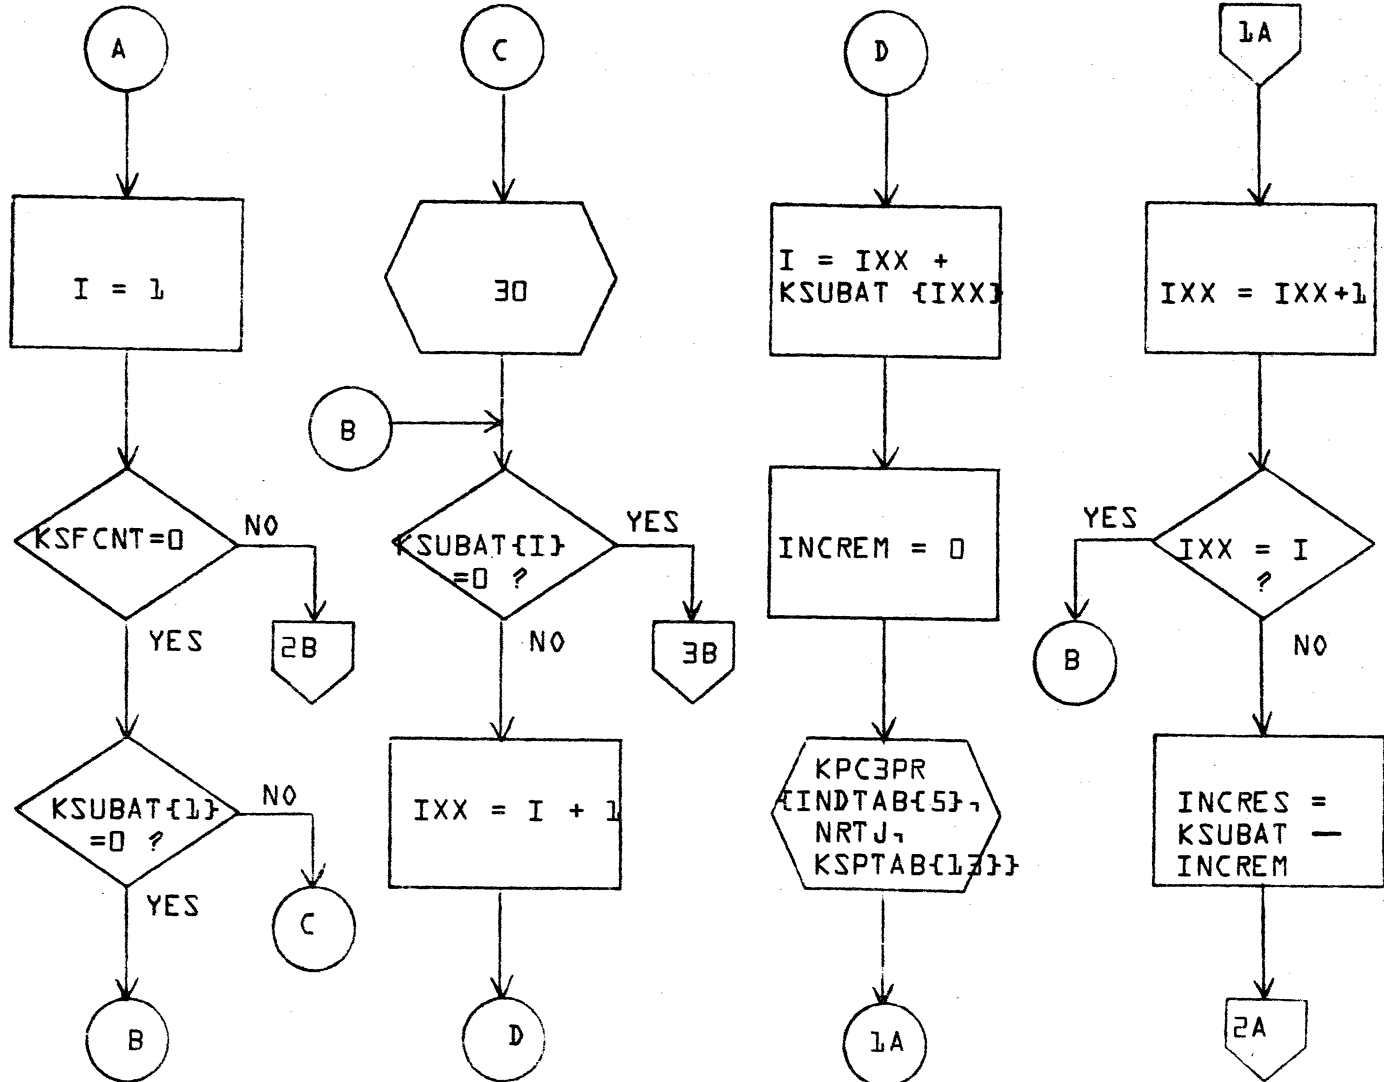 A
I = 1
KSFCNT=0
NO
2B
YES
KSUBAT{1}
=0 ?
NO
C
YES
B
C
30
B
KSUBAT{I}
=0 ?
YES
3B
NO
IXX = I + 1
D
D
I = IXX +
KSUBAT {IXX}
INCREM = 0
KPC3PR
{INDTAB{5},
NRTJ,
KSPTAB{13}}
1A
1A
IXX = IXX+1
IXX = I
?
YES
B
NO
INCRES =
KSUBAT —
INCREM
2A